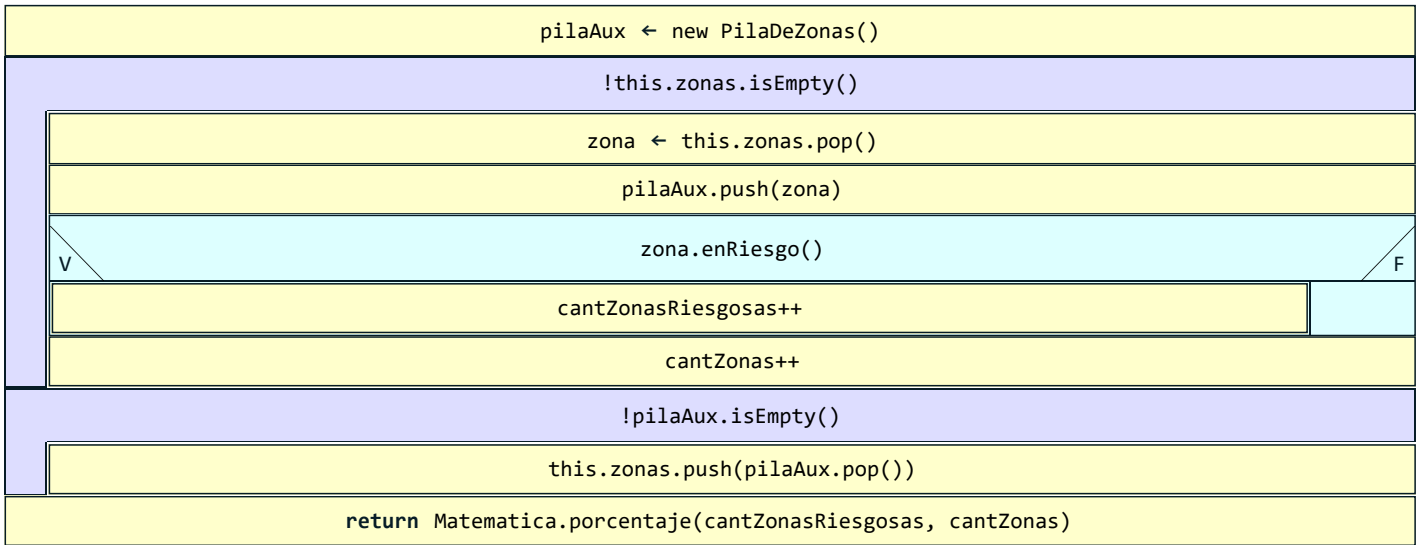 pilaAux ← new PilaDeZonas()
!this.zonas.isEmpty()
zona ← this.zonas.pop()
pilaAux.push(zona)
zona.enRiesgo()
V
F
cantZonasRiesgosas++
cantZonas++
!pilaAux.isEmpty()
this.zonas.push(pilaAux.pop())
return Matematica.porcentaje(cantZonasRiesgosas, cantZonas)